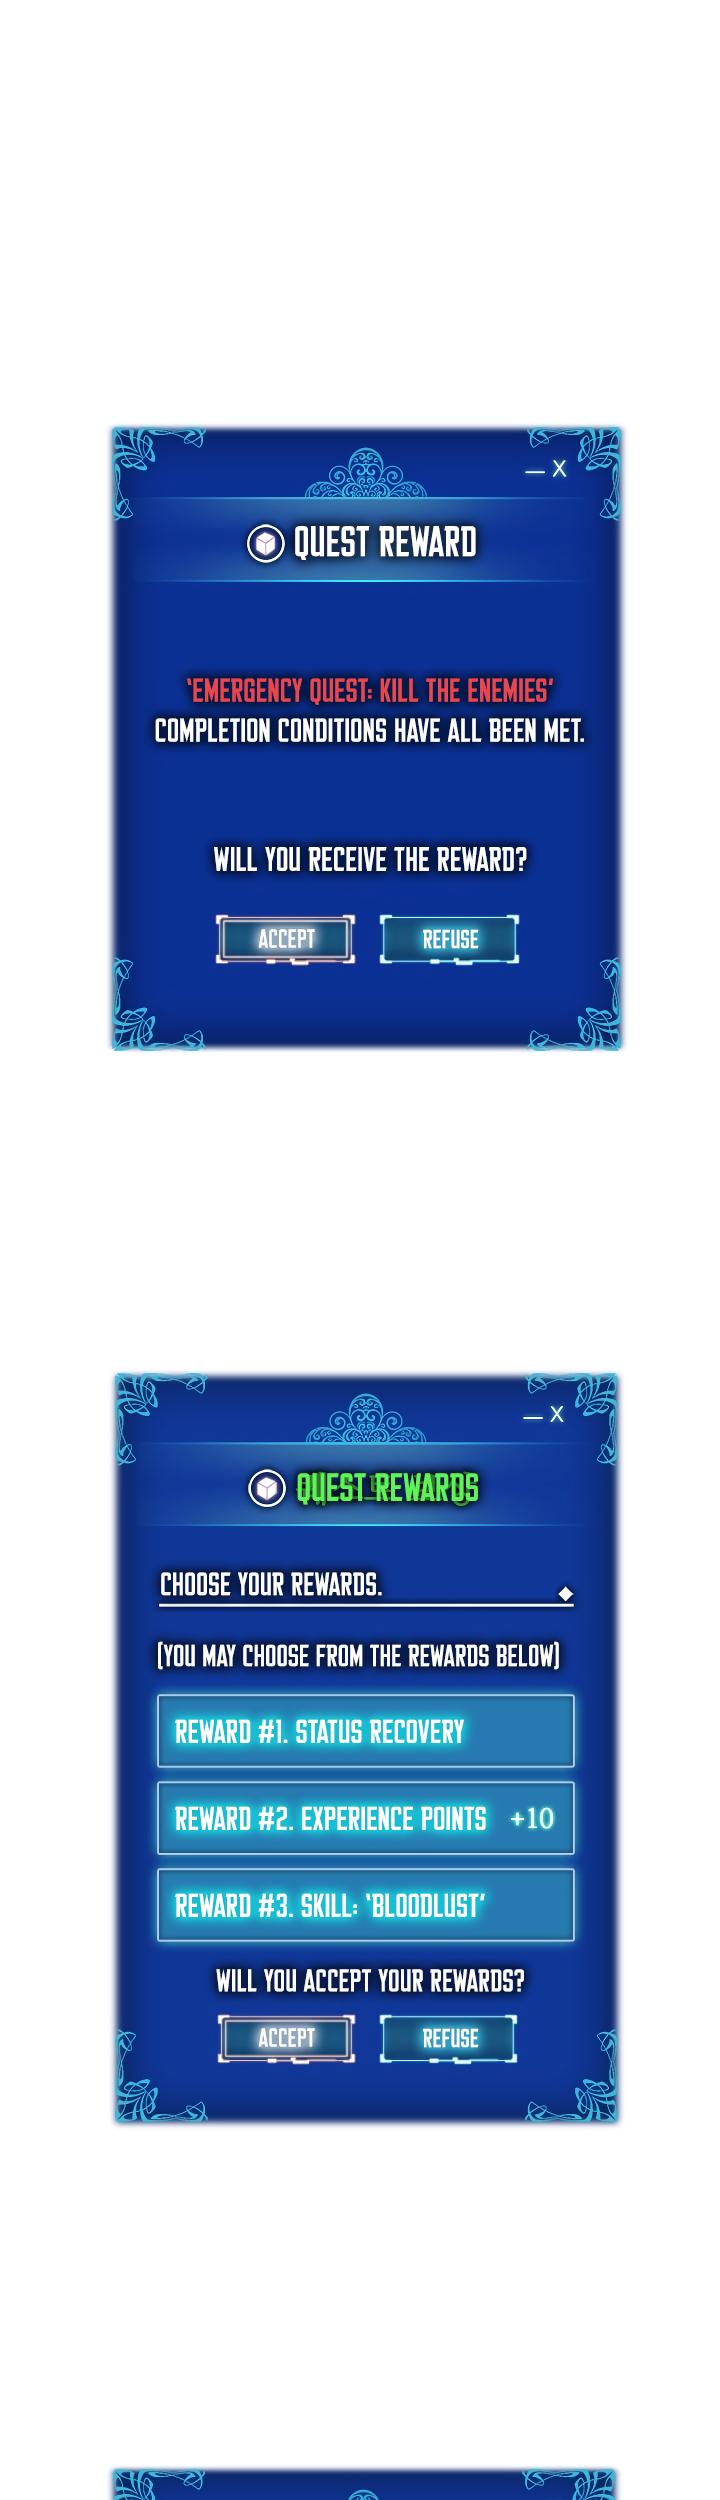 — X
QUEST REWARD
'EMERGENCY QUEST: KILL THE ENEMIES'
COMPLETION CONDITIONS HAVE ALL BEEN MET.
WILL YOU RECEIVE THE REWARD?
ACCEPT REFUSE
— X
QUEST REWARDS
CHOOSE YOUR REWARDS.
(YOU MAY CHOOSE FROM THE REWARDS BELOW)
REWARD #1. STATUS RECOVERY
REWARD #2. EXPERIENCE POINTS +10
REWARD #3. SKILL: 'BLOODLUST'
WILL YOU ACCEPT YOUR REWARDS?
ACCEPT REFUSE